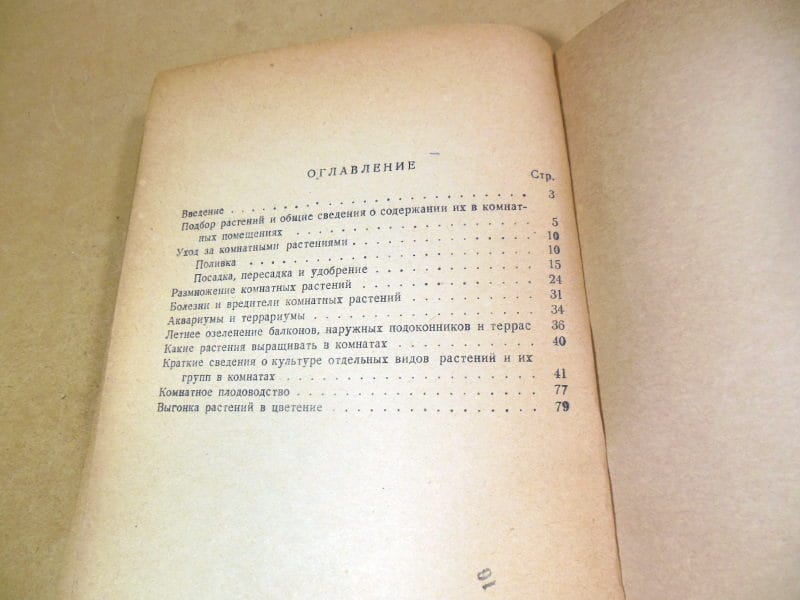 ОГЛАВЛЕНИЕ
Стр.
Введение . . . . . . . . . . . . . . . . . . . . 3
Подбор растений и общие сведения о содержании их в комнат-
ных помещениях . . . . . . . . . . . . . . . . 5
Уход за комнатными растениями . . . . . . . . . . . . 10
Поливка . . . . . . . . . . . . . . . . . . . 10
Посадка, пересадка и удобрение . . . . . . . . . . . 15
Размножение комнатных растений . . . . . . . . . . . 24
Болезни и вредители комнатных растений . . . . . . . . . 31
Аквариумы и террариумы . . . . . . . . . . . . . . 34
Летнее озеленение балконов, наружных подоконников и террас 36
Какие растения выращивать в комнатах . . . . . . . . . . 40
Краткие сведения о культуре отдельных видов растений и их
групп в комнатах . . . . . . . . . . . . . . . . 41
Комнатное плодоводство . . . . . . . . . . . . . . . 77
Выгонка растений в цветение . . . . . . . . . . . . . 79
10